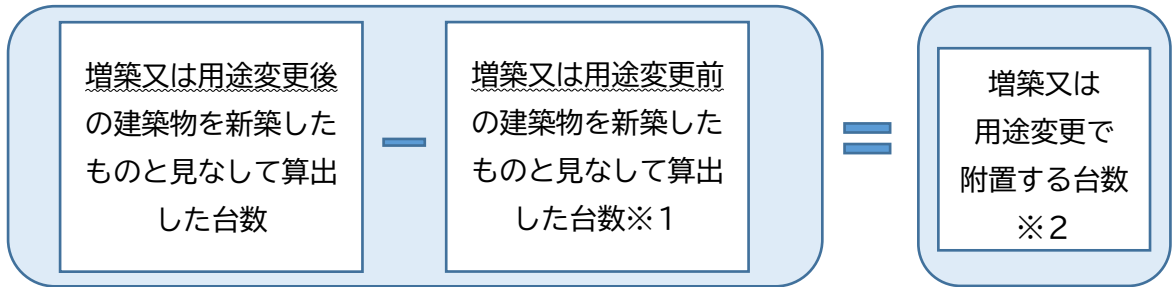 増築又は用途変更後
の建築物を新築した
ものと見なして算出
した台数
増築又は用途変更前
の建築物を新築した
ものと見なして算出
した台数※1
増築又は
用途変更で
附置する台数
※2